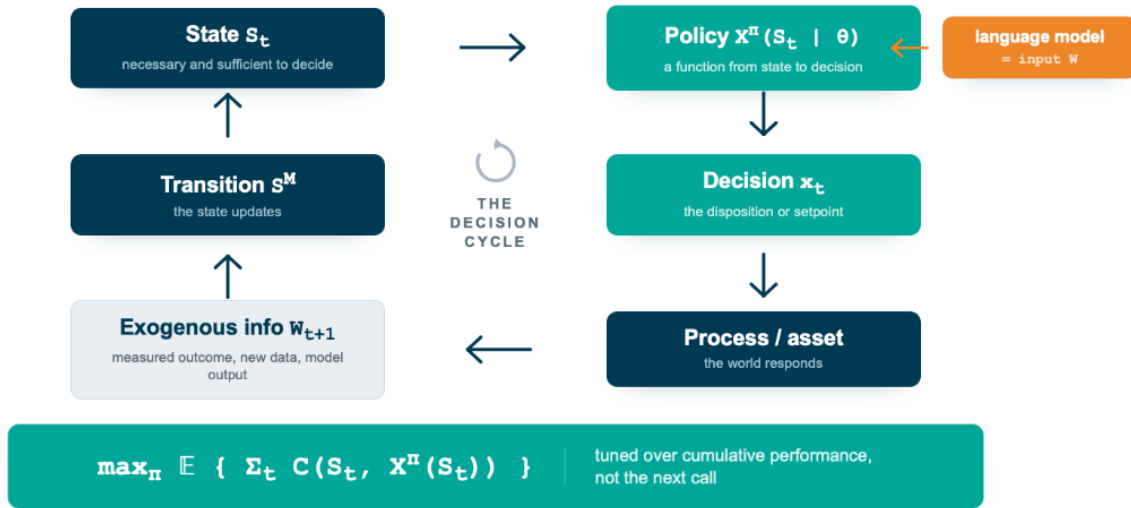 State Sₜ
necessary and sufficient to decide
Policy Xᴨ(Sₜ | θ)
a function from state to decision
language model
= input W
Transition Sᴹ
the state updates
THE
DECISION
CYCLE
Decision xₜ
the disposition or setpoint
Exogenous info Wₜ₊₁
measured outcome, new data, model
output
Process / asset
the world responds
maxπ 𝔼 { Σₜ C(Sₜ, Xᴨ(Sₜ)) }
tuned over cumulative performance,
not the next call